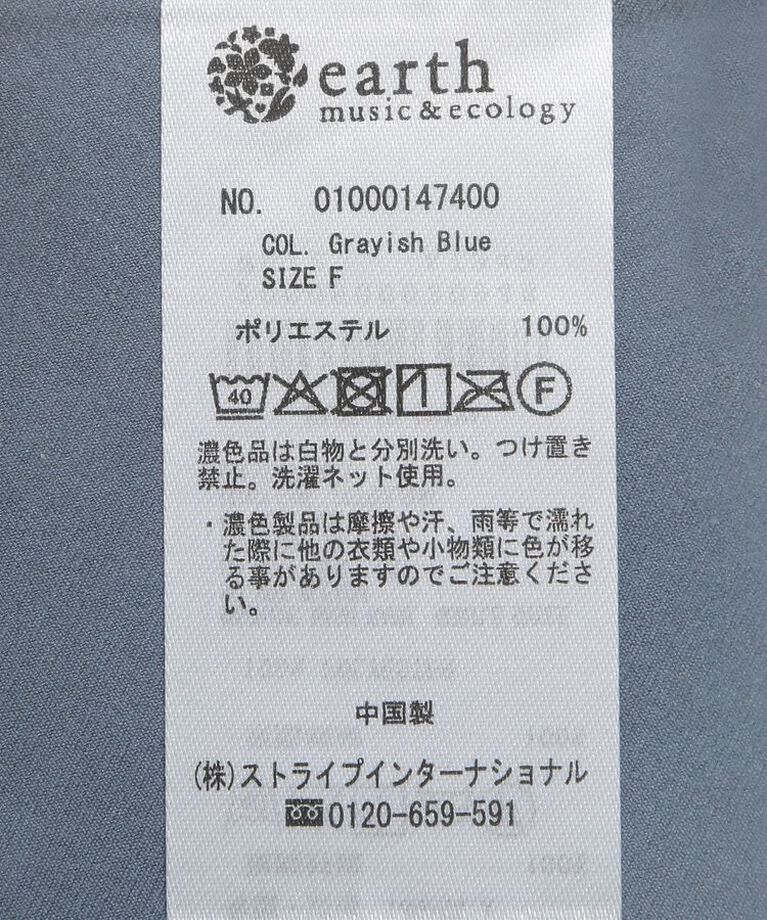 earth
music&ecology
NO. 01000147400
COL. Grayish Blue
SIZE F
ポリエステル 100%
40
F
濃色品は白物と分別洗い。つけ置き
禁止。洗濯ネット使用。
・濃色製品は摩擦や汗、雨等で濡れ
た際に他の衣類や小物類に色が移
る事がありますのでご注意くださ
い。
中国製
(株)ストライプインターナショナル
0120-659-591